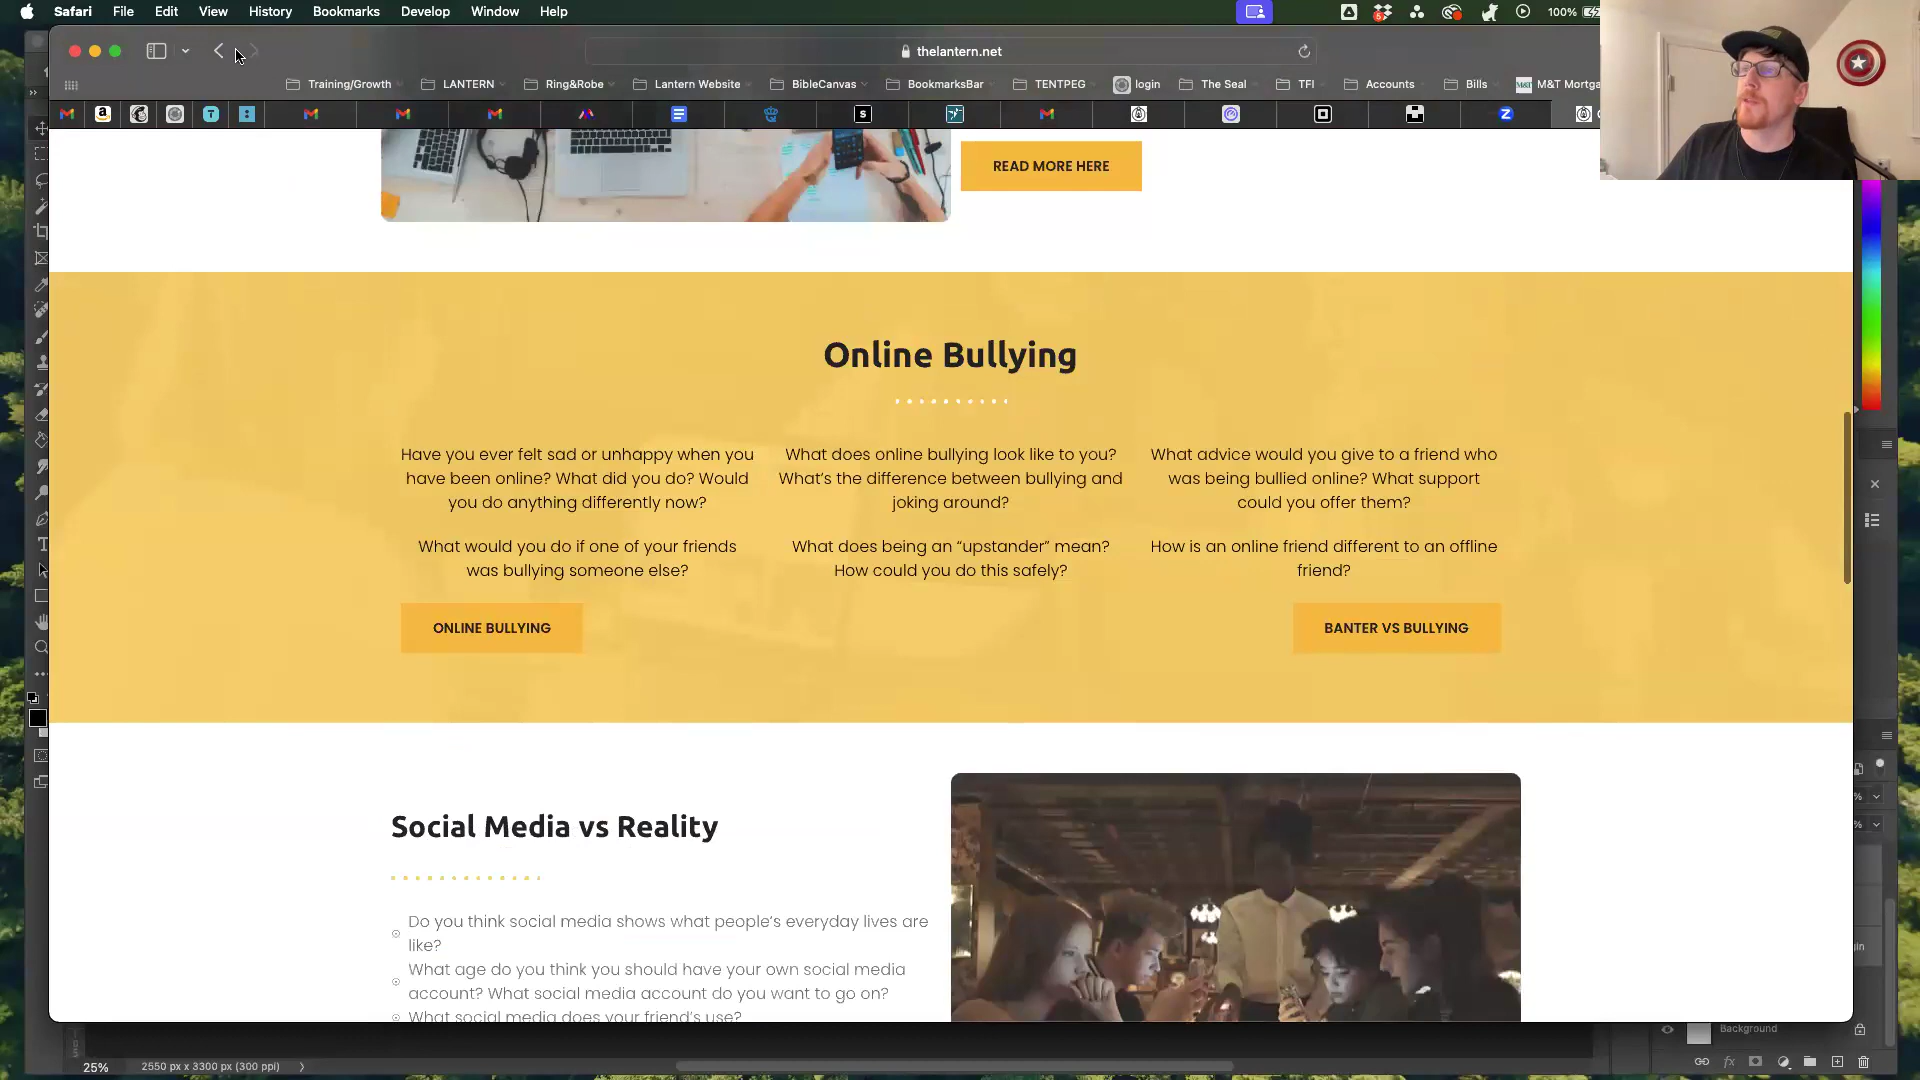 Safari File Edit View History Bookmarks Develop Window Help
100%
thelantern.net
Training/Growth LANTERN Ring&Robe Lantern Website BibleCanvas BookmarksBar TENTPEG login The Seal TFI Accounts Bills M&T Mortga
READ MORE HERE
Online Bullying
Have you ever felt sad or unhappy when you
have been online? What did you do? Would
you do anything differently now?
What would you do if one of your friends
was bullying someone else?
ONLINE BULLYING
What does online bullying look like to you?
What's the difference between bullying and
joking around?
What does being an “upstander” mean?
How could you do this safely?
What advice would you give to a friend who
was being bullied online? What support
could you offer them?
How is an online friend different to an offline
friend?
BANTER VS BULLYING
Social Media vs Reality
Do you think social media shows what people's everyday lives are
like?
What age do you think you should have your own social media
account? What social media account do you want to go on?
What social media does your friend's use?
Background
25% 2550 px x 3300 px (300 ppi)